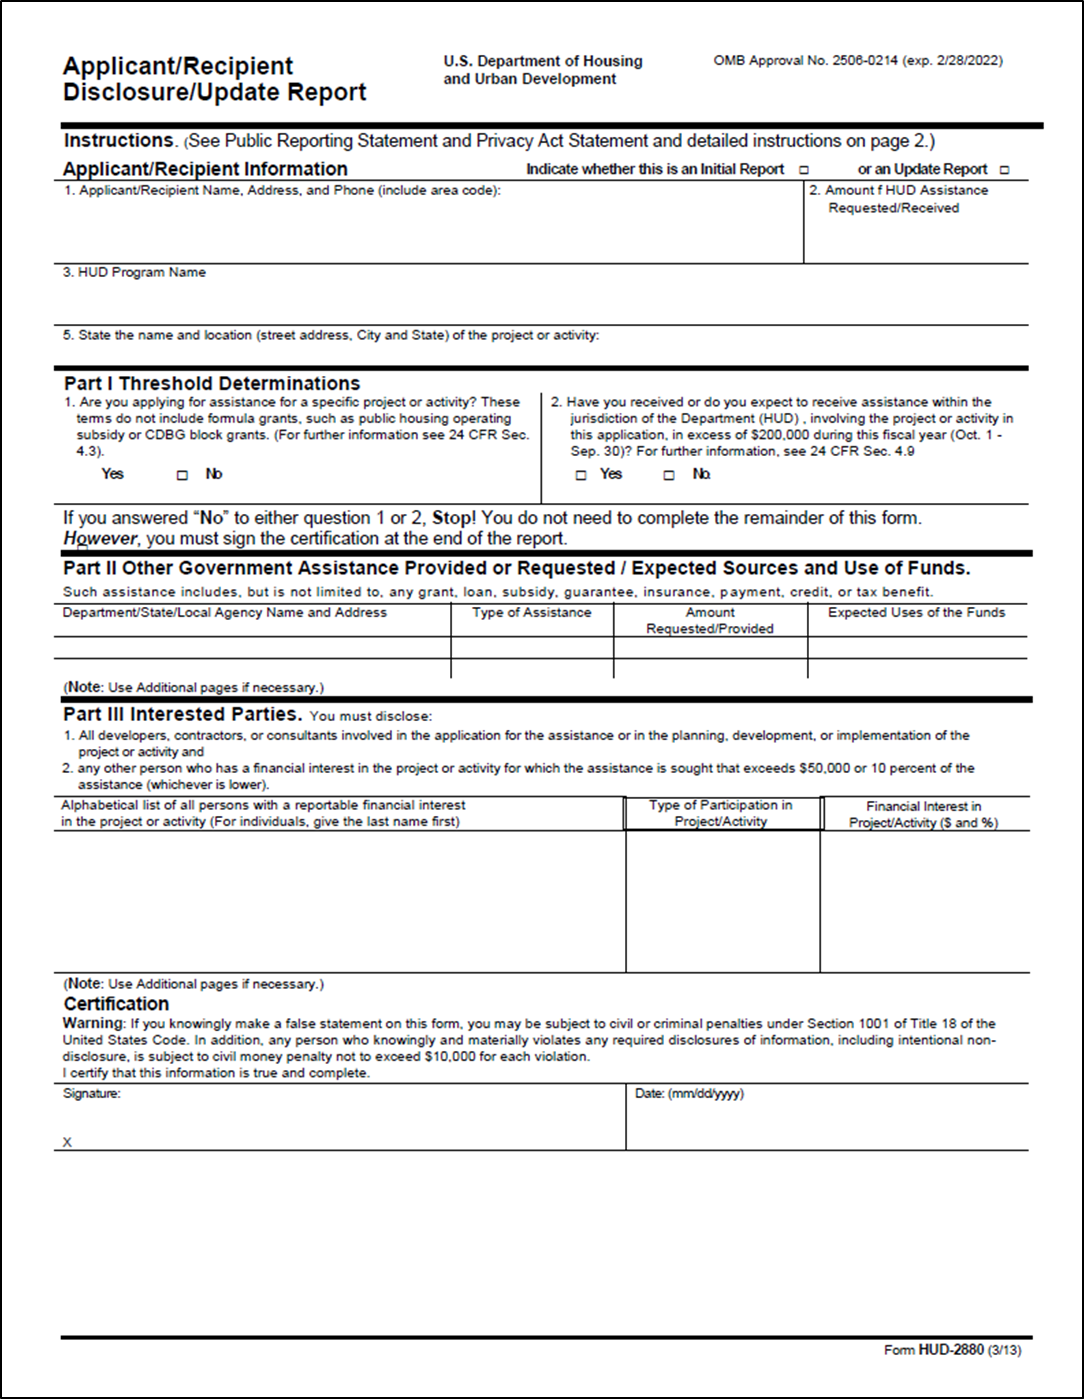 Applicant/Recipient
Disclosure/Update Report
U.S. Department of Housing
and Urban Development
OMB Approval No. 2506-0214 (exp. 2/28/2022)
Instructions. (See Public Reporting Statement and Privacy Act Statement and detailed instructions on page 2.)
Applicant/Recipient Information Indicate whether this is an Initial Report □ or an Update Report □
1. Applicant/Recipient Name, Address, and Phone (include area code):
2. Amount f HUD Assistance
Requested/Received
3. HUD Program Name
5. State the name and location (street address, City and State) of the project or activity:
Part I Threshold Determinations
1. Are you applying for assistance for a specific project or activity? These
terms do not include formula grants, such as public housing operating
subsidy or CDBG block grants. (For further information see 24 CFR Sec.
4.3).
Yes □ No
2. Have you received or do you expect to receive assistance within the
jurisdiction of the Department (HUD) , involving the project or activity in
this application, in excess of $200,000 during this fiscal year (Oct. 1 -
Sep. 30)? For further information, see 24 CFR Sec. 4.9
□ Yes □ No.
If you answered “No” to either question 1 or 2, Stop! You do not need to complete the remainder of this form.
However, you must sign the certification at the end of the report.
Part II Other Government Assistance Provided or Requested / Expected Sources and Use of Funds.
Such assistance includes, but is not limited to, any grant, loan, subsidy, guarantee, insurance, payment, credit, or tax benefit.
Department/State/Local Agency Name and Address
Type of Assistance
Amount
Requested/Provided
Expected Uses of the Funds
(Note: Use Additional pages if necessary.)
Part III Interested Parties. You must disclose:
1. All developers, contractors, or consultants involved in the application for the assistance or in the planning, development, or implementation of the
project or activity and
2. any other person who has a financial interest in the project or activity for which the assistance is sought that exceeds $50,000 or 10 percent of the
assistance (whichever is lower).
Alphabetical list of all persons with a reportable financial interest
in the project or activity (For individuals, give the last name first)
Type of Participation in
Project/Activity
Financial Interest in
Project/Activity ($ and %)
(Note: Use Additional pages if necessary.)
Certification
Warning: If you knowingly make a false statement on this form, you may be subject to civil or criminal penalties under Section 1001 of Title 18 of the
United States Code. In addition, any person who knowingly and materially violates any required disclosures of information, including intentional non-
disclosure, is subject to civil money penalty not to exceed $10,000 for each violation.
I certify that this information is true and complete.
Signature:
X
Date: (mm/dd/yyyy)
Form HUD-2880 (3/13)